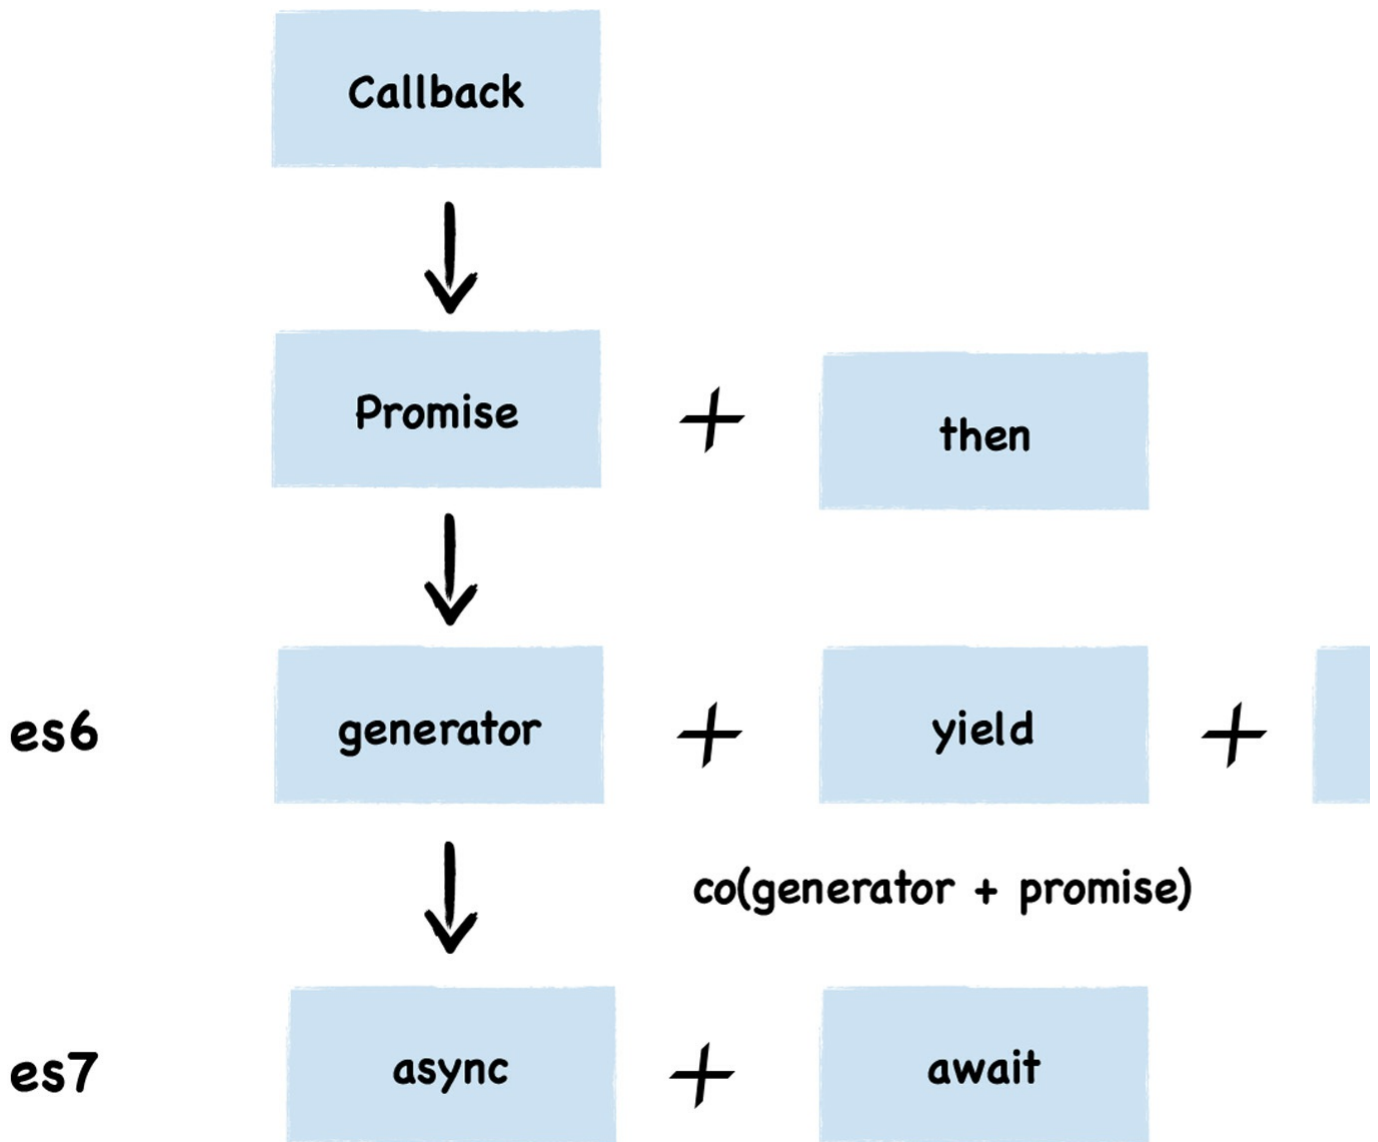 Callback
Promise + then
es6 generator + yield +
co(generator + promise)
es7 async + await